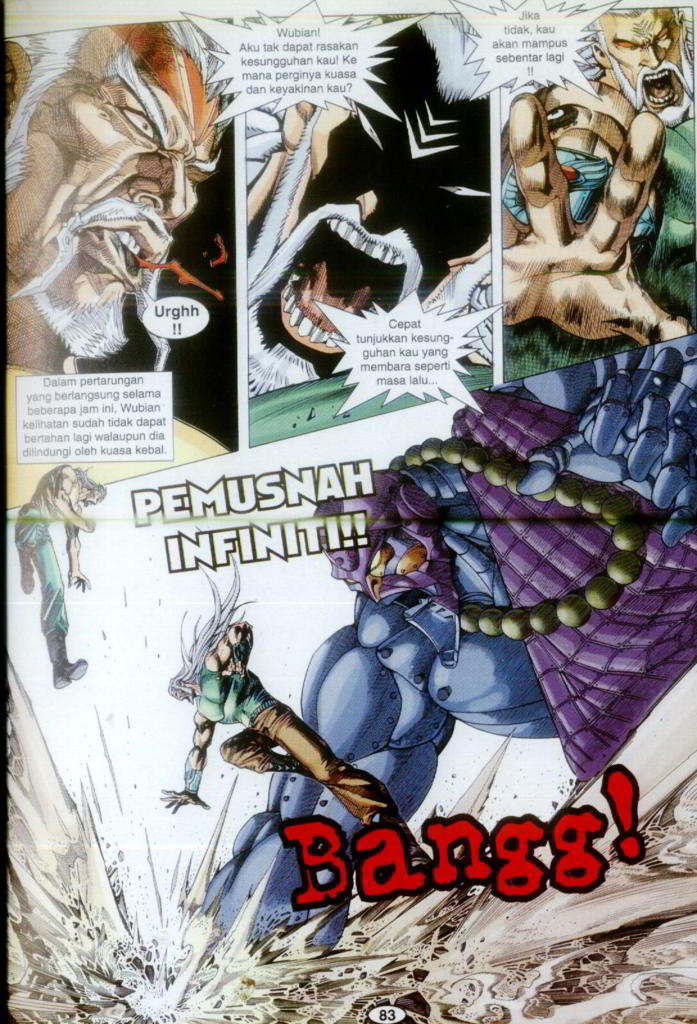 Urghh
!!
Dalam pertarungan
yang berlangsung selama
beberapa jam ini, Wubian
kelihatan sudah tidak dapat
bertahan lagi walaupun dia
dilindungi oleh kuasa kebal.
Wubian!
Aku tak dapat rasakan
kesungguhan kau! Ke
mana perginya kuasa
dan keyakinan kau?
Cepat
tunjukkan kesung-
guhan kau yang
membara seperti
masa lalu...
Jika
tidak, kau
akan mampus
sebentar lagi
!!
PEMUSNAH
INFINITI!!
Bangg!
83